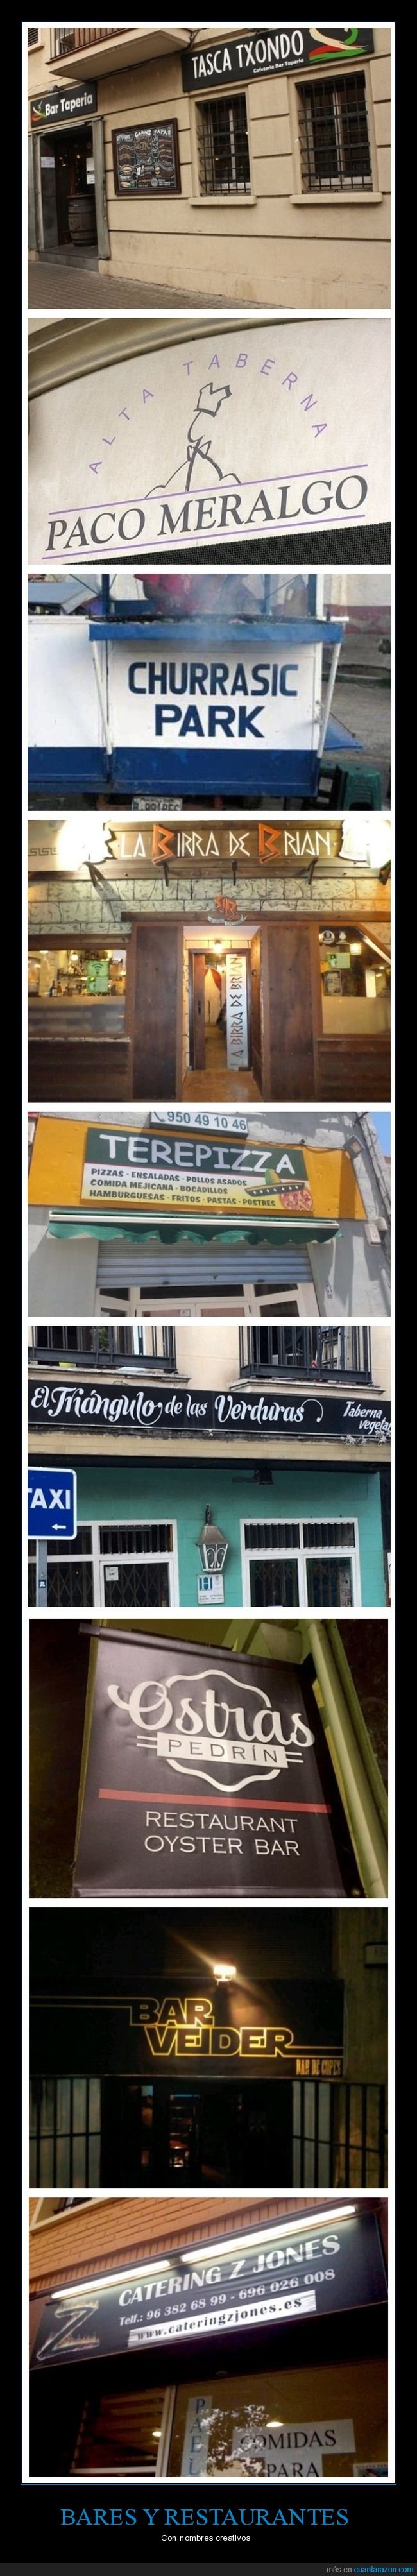 TASCA TXONDO
Cafetería Bar Tapería
Bar Taperia
ALTA TABERNA
PACO MERALGO
CHURRASIC
PARK
LA BIRRA DE BRIAN
LA BIRRA DE BRIAN
950 49 10 46
TEREPIZZA
PIZZAS - ENSALADAS - POLLOS ASADOS
COMIDA MEJICANA - BOCADILLOS
HAMBURGUESAS - FRITOS - PASTAS - POSTRES
El Triángulo de las Verduras
Taberna
TAXI
H
Ostras
PEDRÍN
RESTAURANT
OYSTER BAR
BAR
VEIDER
BAR DE COPES
CATERING Z JONES
Telf.: 96 382 68 99 - 696 026 008
www.cateringzjones.es
Z
COMIDAS
PARA
BARES Y RESTAURANTES
Con nombres creativos
más en cuantarazon.com